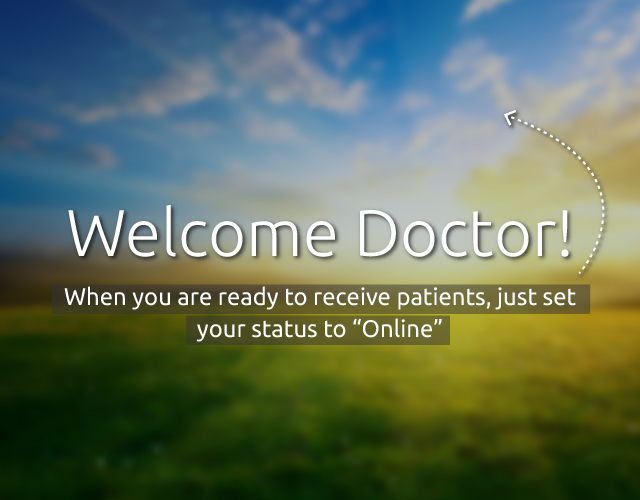 Welcome Doctor!
When you are ready to receive patients, just set
your status to “Online”